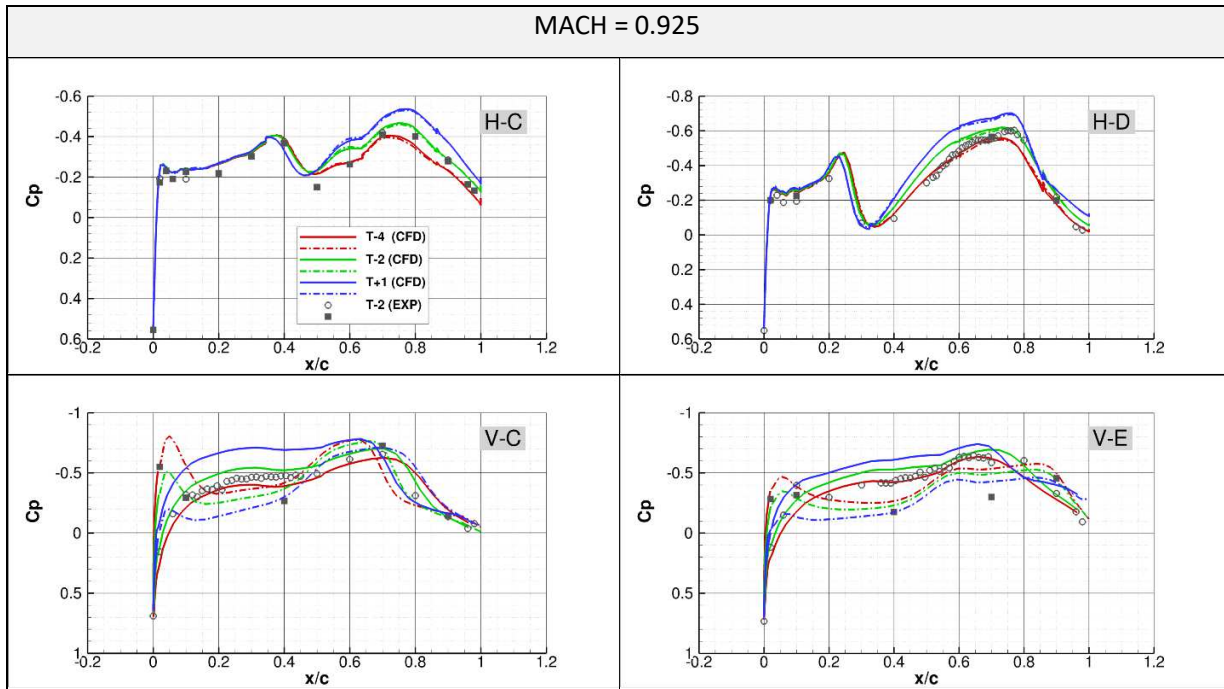 MACH = 0.925
H-C
Cp
-0.6
-0.4
-0.2
0
0.2
0.4
0.6
-0.2 0 0.2 0.4 0.6 0.8 1 1.2
x/c
T-4 (CFD)
T-2 (CFD)
T+1 (CFD)
T-2 (EXP)
H-D
Cp
-0.8
-0.6
-0.4
-0.2
0
0.2
0.4
0.6
-0.2 0 0.2 0.4 0.6 0.8 1 1.2
x/c
V-C
Cp
-1
-0.5
0
0.5
1
-0.2 0 0.2 0.4 0.6 0.8 1 1.2
x/c
V-E
Cp
-1
-0.5
0
0.5
1
-0.2 0 0.2 0.4 0.6 0.8 1 1.2
x/c